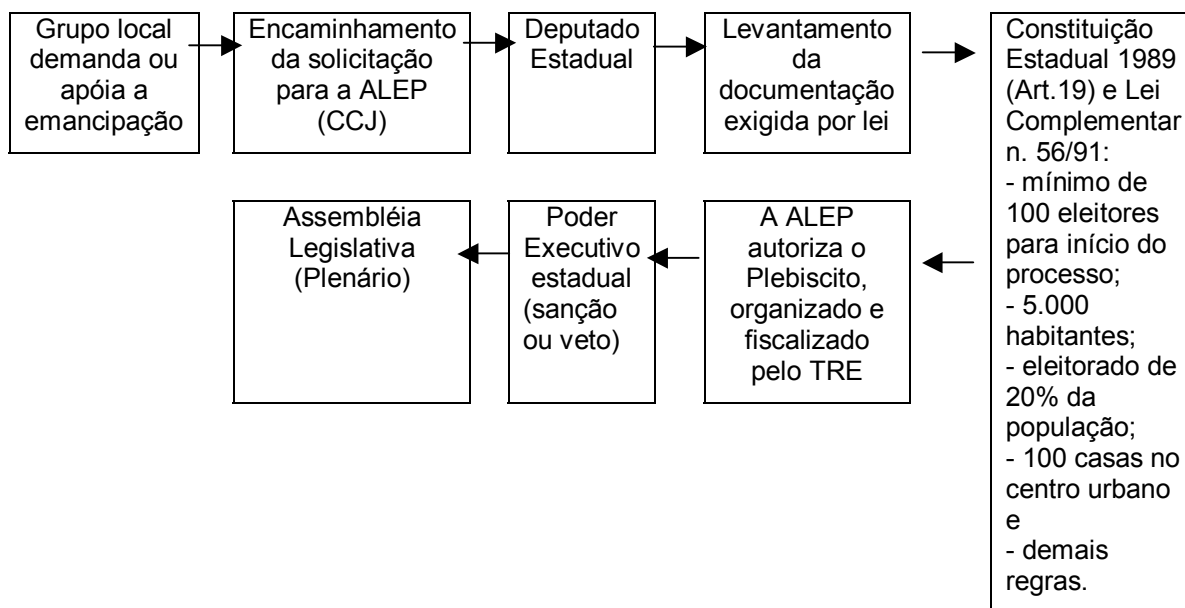 Grupo local
demanda ou
apóia a
emancipação
Encaminhamento
da solicitação
para a ALEP
(CCJ)
Deputado
Estadual
Levantamento
da
documentação
exigida por lei
Constituição
Estadual 1989
(Art.19) e Lei
Complementar
n. 56/91:
- mínimo de
100 eleitores
para início do
processo;
- 5.000
habitantes;
- eleitorado de
20% da
população;
- 100 casas no
centro urbano
e
- demais
regras.
A ALEP
autoriza o
Plebiscito,
organizado e
fiscalizado
pelo TRE
Poder
Executivo
estadual
(sanção
ou veto)
Assembléia
Legislativa
(Plenário)